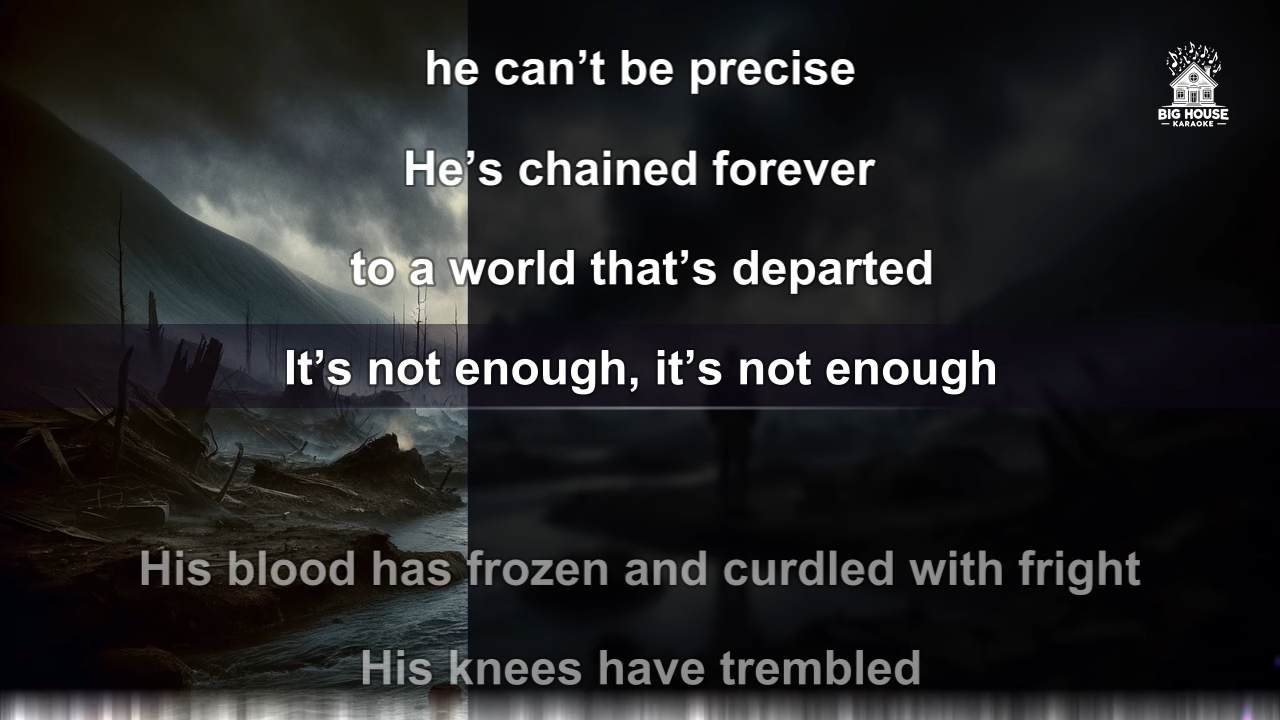 he can’t be precise
BIG HOUSE
KARAOKE
He’s chained forever
to a world that’s departed
It’s not enough, it’s not enough
His blood has frozen and curdled with fright
His knees have trembled